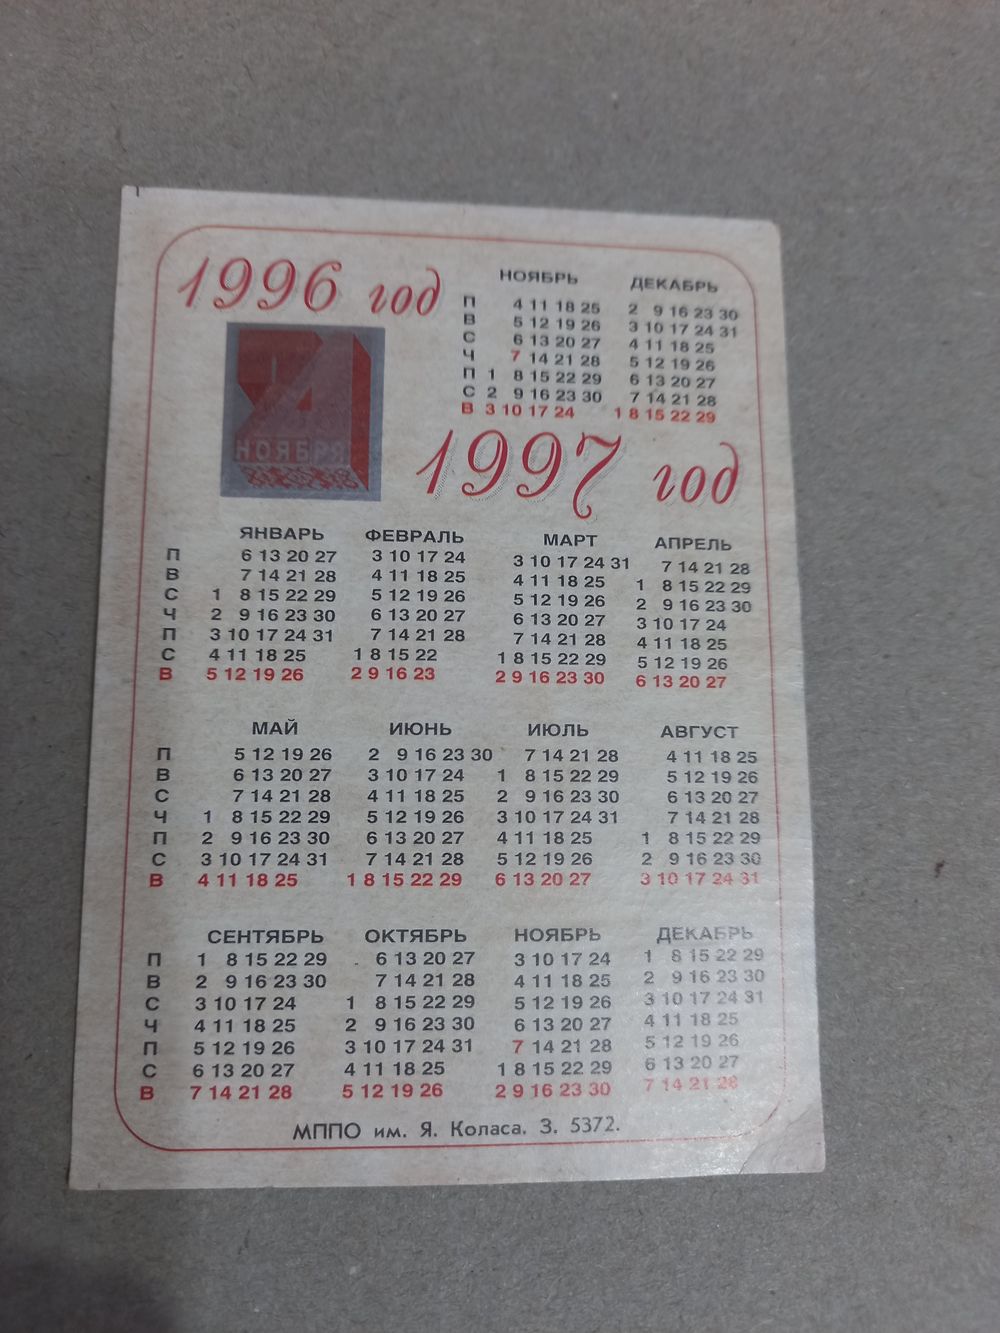 1996 год
НОЯБРЬ ДЕКАБРЬ
П 4 11 18 25 2 9 16 23 30
В 5 12 19 26 3 10 17 24 31
С 6 13 20 27 4 11 18 25
Ч 7 14 21 28 5 12 19 26
П 1 8 15 22 29 6 13 20 27
С 2 9 16 23 30 7 14 21 28
В 3 10 17 24 1 8 15 22 29
24
НОЯБРЯ
1997 год
ЯНВАРЬ ФЕВРАЛЬ МАРТ АПРЕЛЬ
П 6 13 20 27 3 10 17 24 3 10 17 24 31 7 14 21 28
В 7 14 21 28 4 11 18 25 4 11 18 25 1 8 15 22 29
С 1 8 15 22 29 5 12 19 26 5 12 19 26 2 9 16 23 30
Ч 2 9 16 23 30 6 13 20 27 6 13 20 27 3 10 17 24
П 3 10 17 24 31 7 14 21 28 7 14 21 28 4 11 18 25
С 4 11 18 25 1 8 15 22 1 8 15 22 29 5 12 19 26
В 5 12 19 26 2 9 16 23 2 9 16 23 30 6 13 20 27
МАЙ ИЮНЬ ИЮЛЬ АВГУСТ
П 5 12 19 26 2 9 16 23 30 7 14 21 28 4 11 18 25
В 6 13 20 27 3 10 17 24 1 8 15 22 29 5 12 19 26
С 7 14 21 28 4 11 18 25 2 9 16 23 30 6 13 20 27
Ч 1 8 15 22 29 5 12 19 26 3 10 17 24 31 7 14 21 28
П 2 9 16 23 30 6 13 20 27 4 11 18 25 1 8 15 22 29
С 3 10 17 24 31 7 14 21 28 5 12 19 26 2 9 16 23 30
В 4 11 18 25 1 8 15 22 29 6 13 20 27 3 10 17 24 31
СЕНТЯБРЬ ОКТЯБРЬ НОЯБРЬ ДЕКАБРЬ
П 1 8 15 22 29 6 13 20 27 3 10 17 24 1 8 15 22 29
В 2 9 16 23 30 7 14 21 28 4 11 18 25 2 9 16 23 30
С 3 10 17 24 1 8 15 22 29 5 12 19 26 3 10 17 24 31
Ч 4 11 18 25 2 9 16 23 30 6 13 20 27 4 11 18 25
П 5 12 19 26 3 10 17 24 31 7 14 21 28 5 12 19 26
С 6 13 20 27 4 11 18 25 1 8 15 22 29 6 13 20 27
В 7 14 21 28 5 12 19 26 2 9 16 23 30 7 14 21 28
МППО им. Я. Коласа. З. 5372.